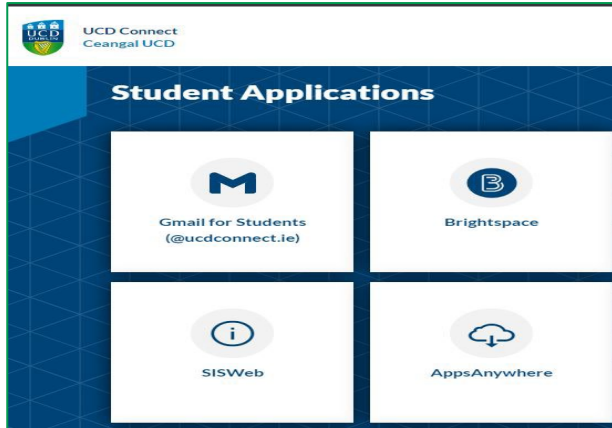 UCD
DUBLIN
UCD Connect
Ceangal UCD
Student Applications
Gmail for Students
(@ucdconnect.ie)
Brightspace
SISWeb
AppsAnywhere